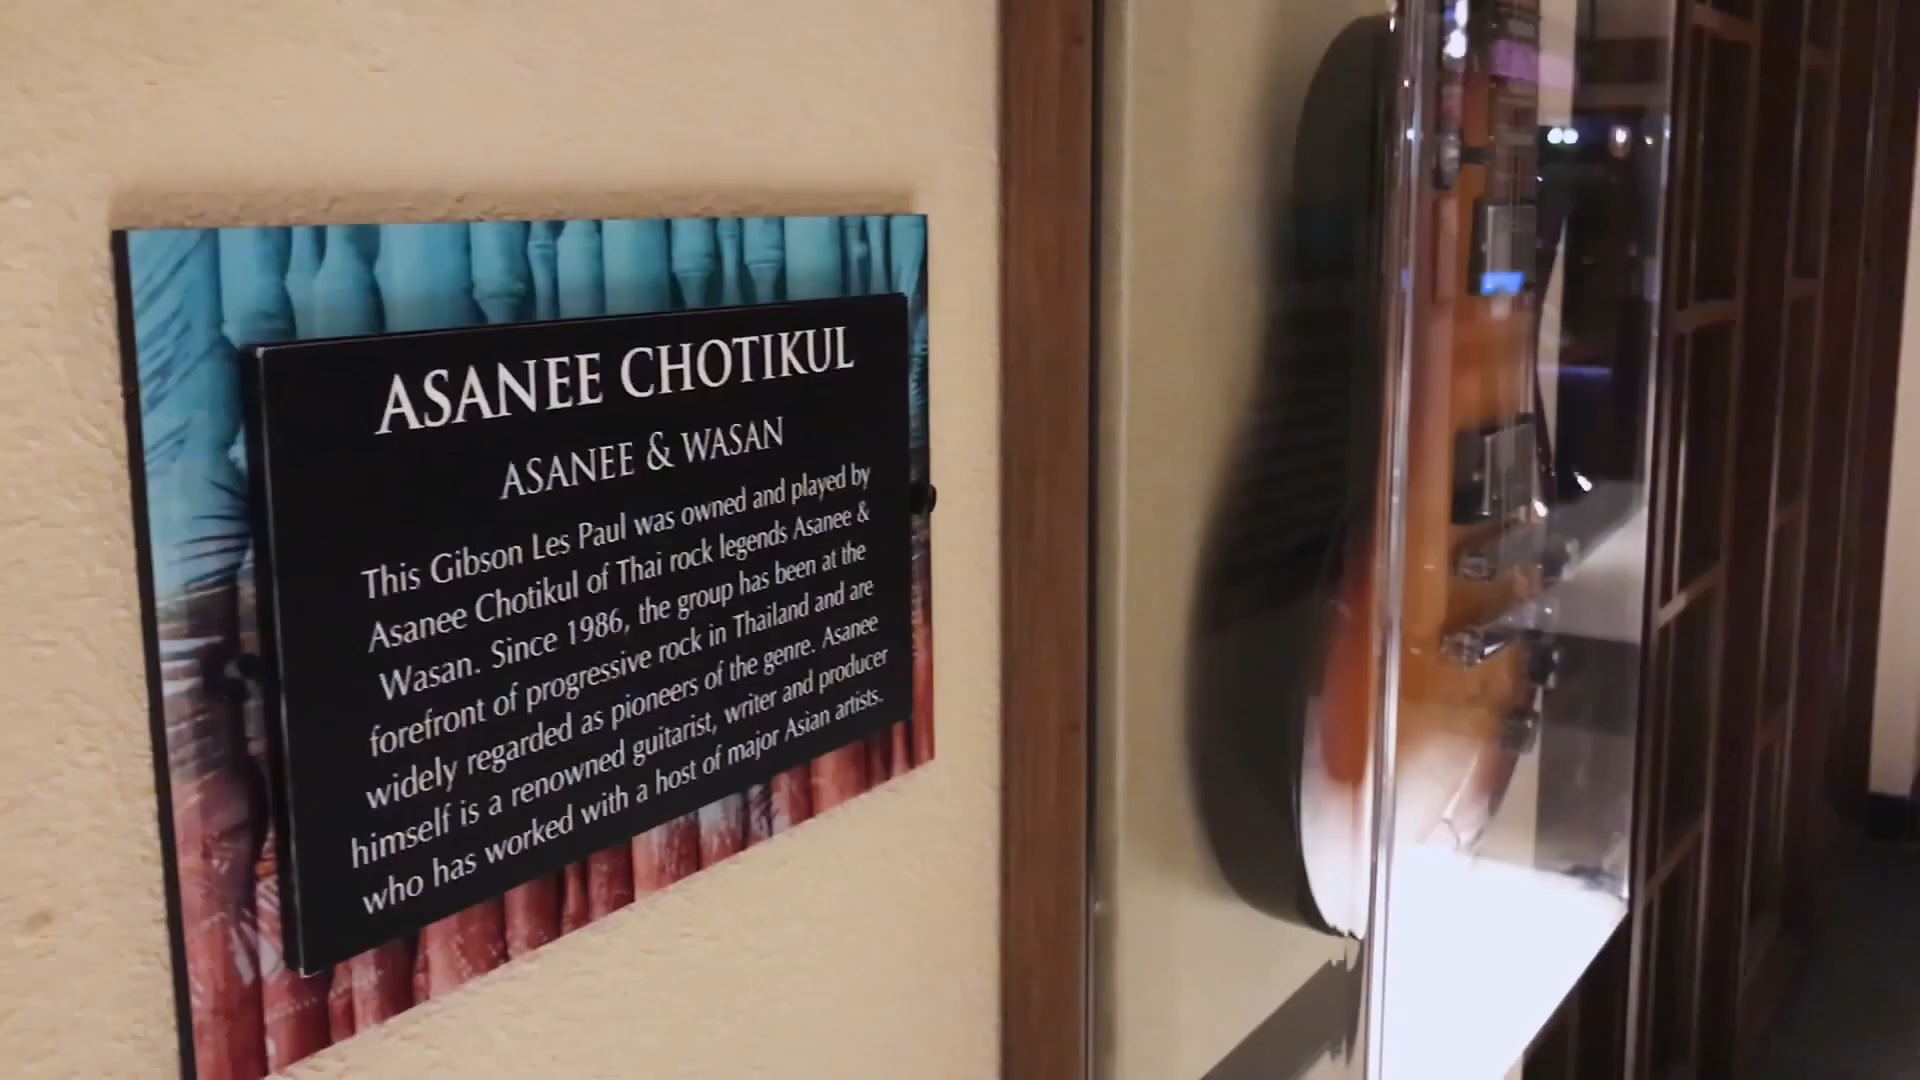 ASANEE CHOTIKUL
ASANEE & WASAN
This Gibson Les Paul was owned and played by
Asanee Chotikul of Thai rock legends Asanee &
Wasan. Since 1986, the group has been at the
forefront of progressive rock in Thailand and are
widely regarded as pioneers of the genre. Asanee
himself is a renowned guitarist, writer and producer
who has worked with a host of major Asian artists.